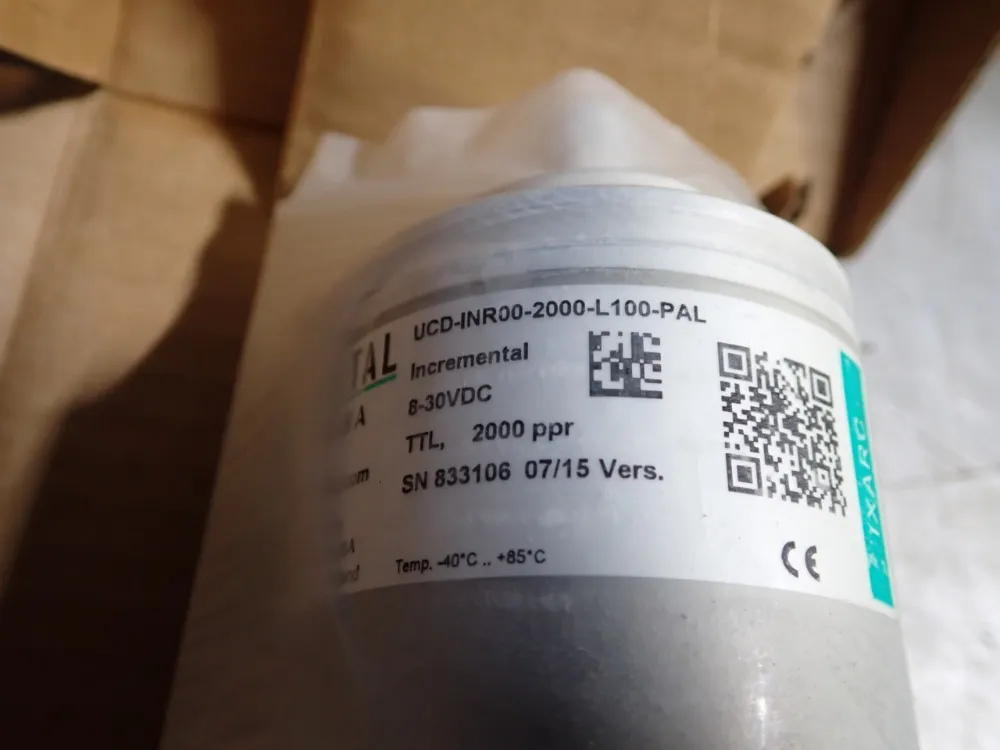 UCD-INR00-2000-L100-PAL
TAL
Incremental
A
8-30VDC
TTL, 2000 ppr
om
SN 833106 07/15 Vers.
Temp. -40°C .. +85°C
CE